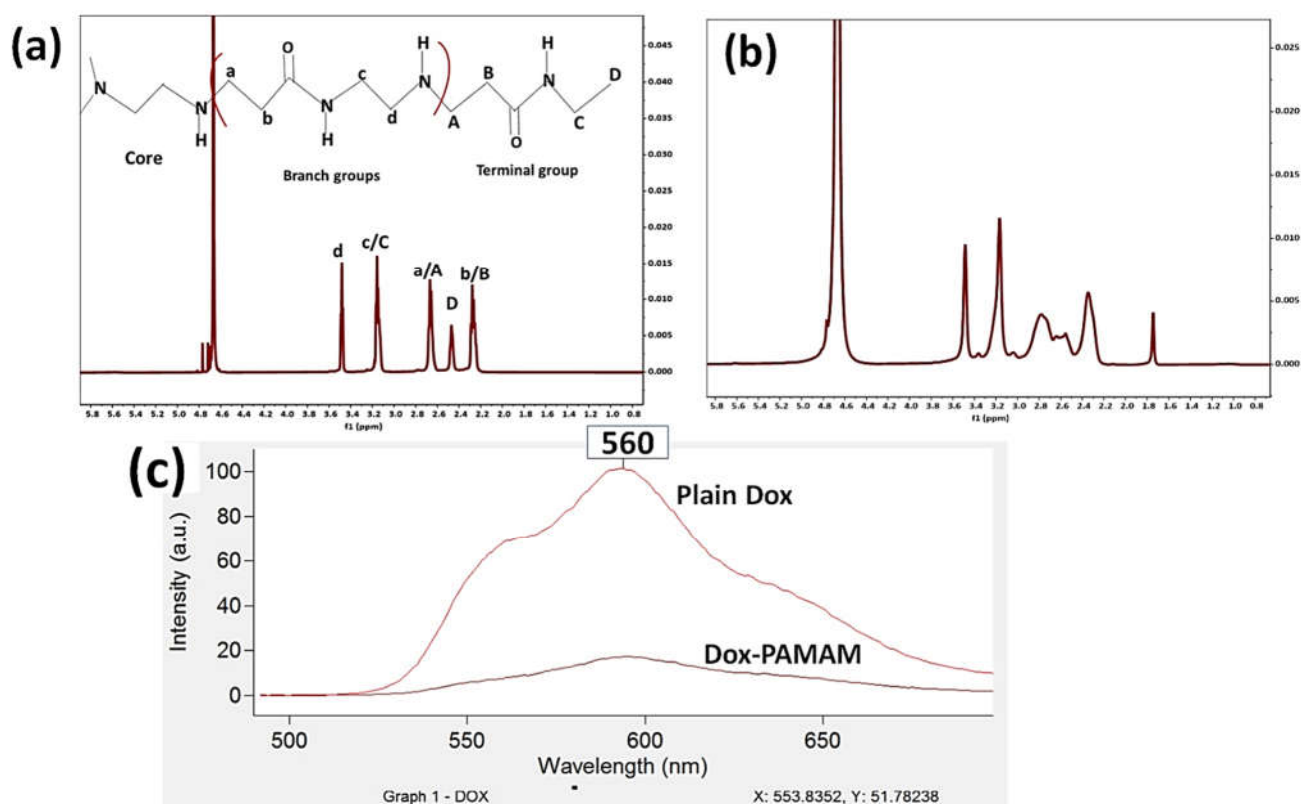 (a)
O
H
H
H
a
c
B
D
N
N
N
N
N
b
d
A
C
H
H
O
Core
Branch groups
Terminal group
d
c/C
a/A
D
b/B
0.045
0.040
0.035
0.030
0.025
0.020
0.015
0.010
0.005
0.000
5.8 5.6 5.4 5.2 5.0 4.8 4.6 4.4 4.2 4.0 3.8 3.6 3.4 3.2 3.0 2.8 2.6 2.4 2.2 2.0 1.8 1.6 1.4 1.2 1.0 0.8
f1 (ppm)
(b)
0.025
0.020
0.015
0.010
0.005
0.000
5.8 5.6 5.4 5.2 5.0 4.8 4.6 4.4 4.2 4.0 3.8 3.6 3.4 3.2 3.0 2.8 2.6 2.4 2.2 2.0 1.8 1.6 1.4 1.2 1.0 0.8
f1 (ppm)
(c)
560
Plain Dox
Dox-PAMAM
Intensity (a.u.)
100
80
60
40
20
0
500 550 600 650
Wavelength (nm)
Graph 1 - DOX
X: 553.8352, Y: 51.78238